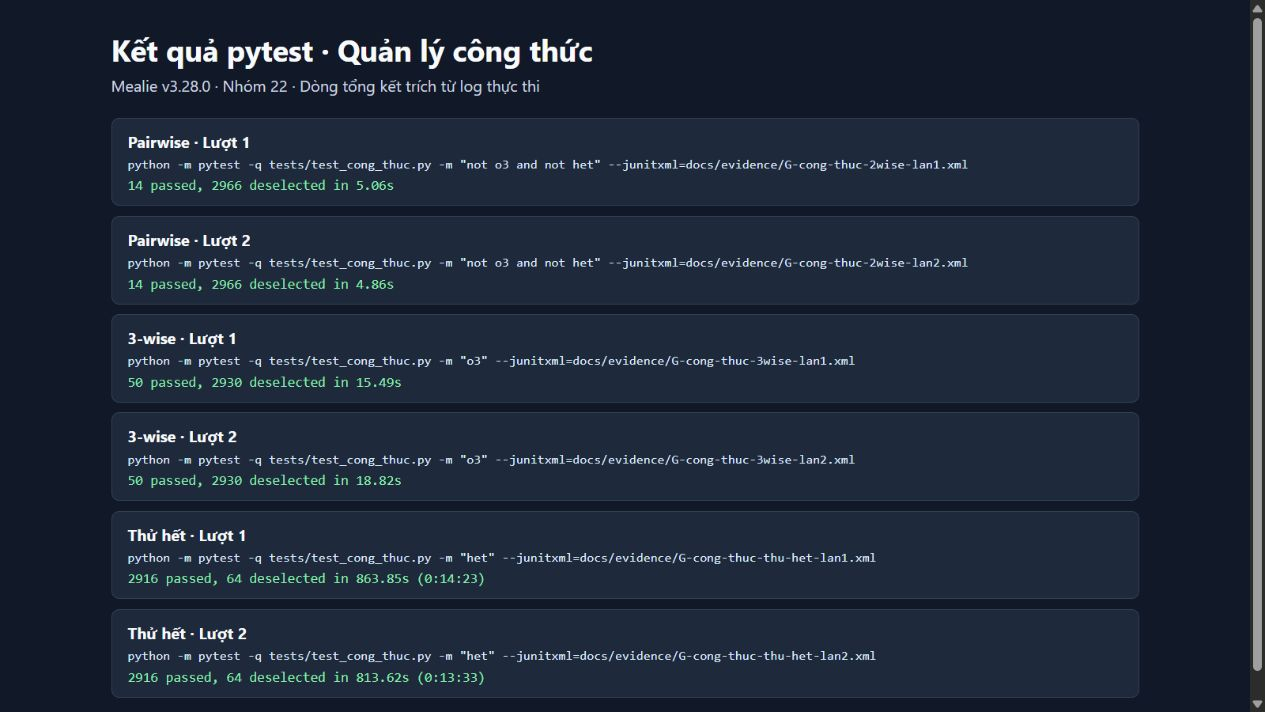 Kết quả pytest · Quản lý công thức
Mealie v3.28.0 · Nhóm 22 · Dòng tổng kết trích từ log thực thi
Pairwise · Lượt 1
python -m pytest -q tests/test_cong_thuc.py -m "not o3 and not het" --junitxml=docs/evidence/G-cong-thuc-2wise-lan1.xml
14 passed, 2966 deselected in 5.06s
Pairwise · Lượt 2
python -m pytest -q tests/test_cong_thuc.py -m "not o3 and not het" --junitxml=docs/evidence/G-cong-thuc-2wise-lan2.xml
14 passed, 2966 deselected in 4.86s
3-wise · Lượt 1
python -m pytest -q tests/test_cong_thuc.py -m "o3" --junitxml=docs/evidence/G-cong-thuc-3wise-lan1.xml
50 passed, 2930 deselected in 15.49s
3-wise · Lượt 2
python -m pytest -q tests/test_cong_thuc.py -m "o3" --junitxml=docs/evidence/G-cong-thuc-3wise-lan2.xml
50 passed, 2930 deselected in 18.82s
Thử hết · Lượt 1
python -m pytest -q tests/test_cong_thuc.py -m "het" --junitxml=docs/evidence/G-cong-thuc-thu-het-lan1.xml
2916 passed, 64 deselected in 863.85s (0:14:23)
Thử hết · Lượt 2
python -m pytest -q tests/test_cong_thuc.py -m "het" --junitxml=docs/evidence/G-cong-thuc-thu-het-lan2.xml
2916 passed, 64 deselected in 813.62s (0:13:33)